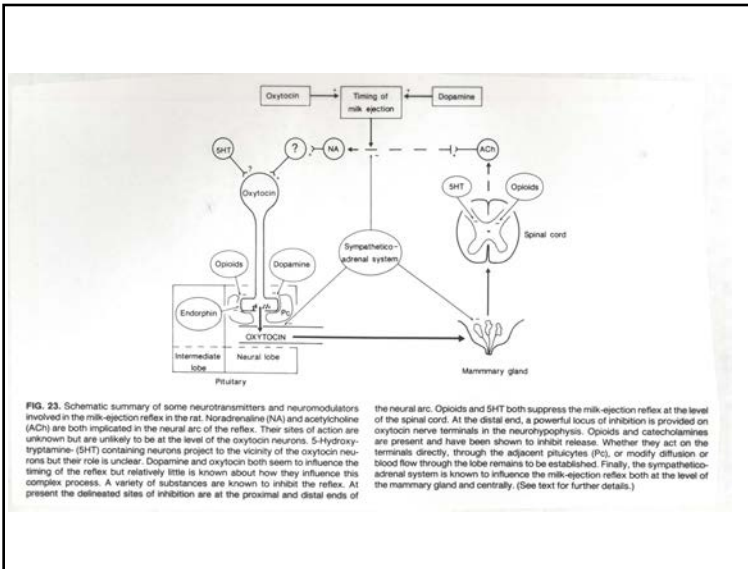 Oxytocin
Timing of
milk ejection
Dopamine
5HT
?
NA
ACh
?
Oxytocin
5HT
Opioids
Spinal cord
Sympathetico-
adrenal system
Opioids
Dopamine
Endorphin
Pc
OXYTOCIN
Intermediate
lobe
Neural lobe
Pituitary
Mammmary gland
FIG. 23. Schematic summary of some neurotransmitters and neuromodulators
involved in the milk-ejection reflex in the rat. Noradrenaline (NA) and acetylcholine
(ACh) are both implicated in the neural arc of the reflex. Their sites of action are
unknown but are unlikely to be at the level of the oxytocin neurons. 5-Hydroxy-
tryptamine- (5HT) containing neurons project to the vicinity of the oxytocin neu-
rons but their role is unclear. Dopamine and oxytocin both seem to influence the
timing of the reflex but relatively little is known about how they influence this
complex process. A variety of substances are known to inhibit the reflex. At
present the delineated sites of inhibition are at the proximal and distal ends of
the neural arc. Opioids and 5HT both suppress the milk-ejection reflex at the level
of the spinal cord. At the distal end, a powerful locus of inhibition is provided on
oxytocin nerve terminals in the neurohypophysis. Opioids and catecholamines
are present and have been shown to inhibit release. Whether they act on the
terminals directly, through the adjacent pituicytes (Pc), or modify diffusion or
blood flow through the lobe remains to be established. Finally, the sympathetico-
adrenal system is known to influence the milk-ejection reflex both at the level of
the mammary gland and centrally. (See text for further details.)